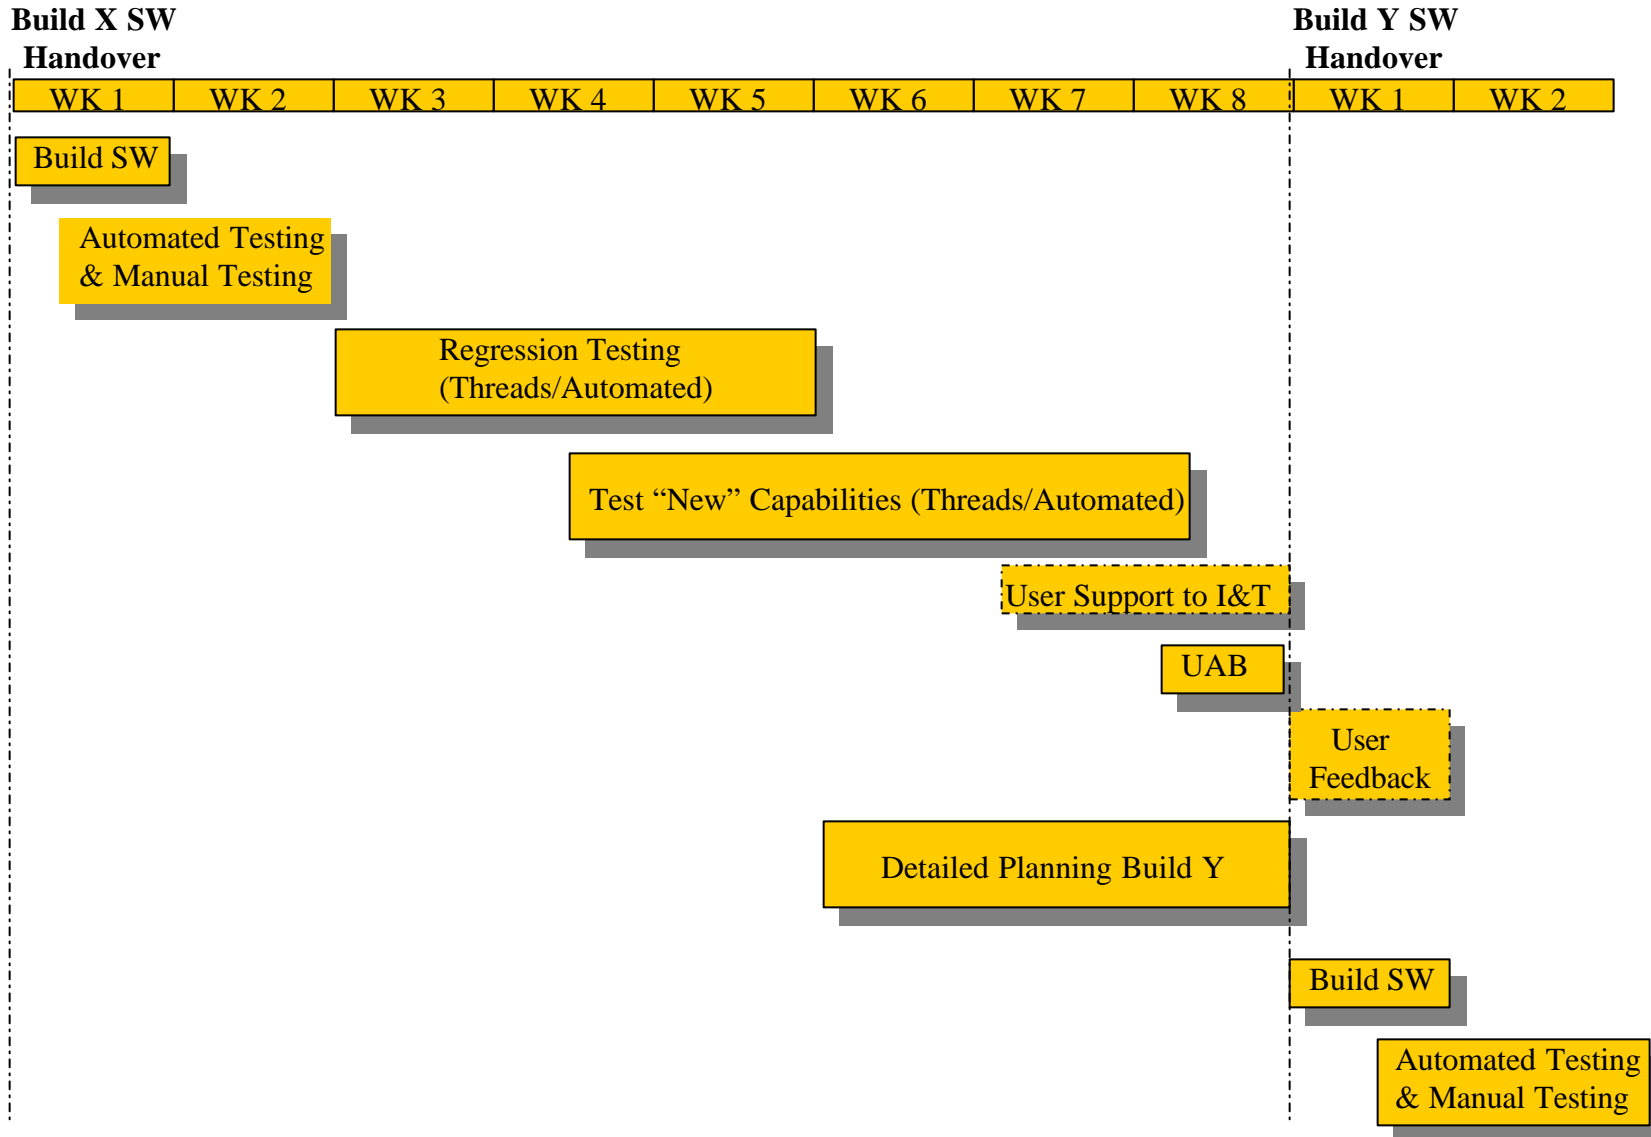 Build X SW
Handover
Build Y SW
Handover
WK 1 WK 2 WK 3 WK 4 WK 5 WK 6 WK 7 WK 8 WK 1 WK 2
Build SW
Automated Testing
& Manual Testing
Regression Testing
(Threads/Automated)
Test “New” Capabilities (Threads/Automated)
User Support to I&T
UAB
User
Feedback
Detailed Planning Build Y
Build SW
Automated Testing
& Manual Testing